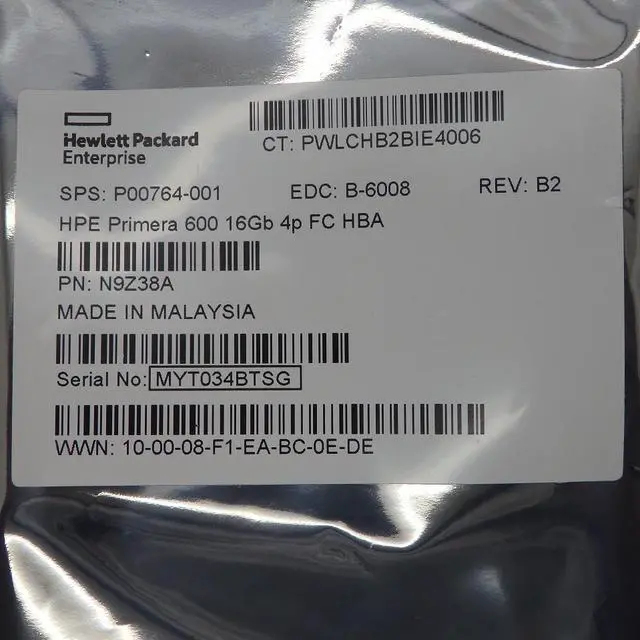 Hewlett Packard
Enterprise
CT: PWLCHB2BIE4006
SPS: P00764-001 EDC: B-6008 REV: B2
HPE Primera 600 16Gb 4p FC HBA
PN: N9Z38A
MADE IN MALAYSIA
Serial No: MYT034BTSG
WWN: 10-00-08-F1-EA-BC-0E-DE